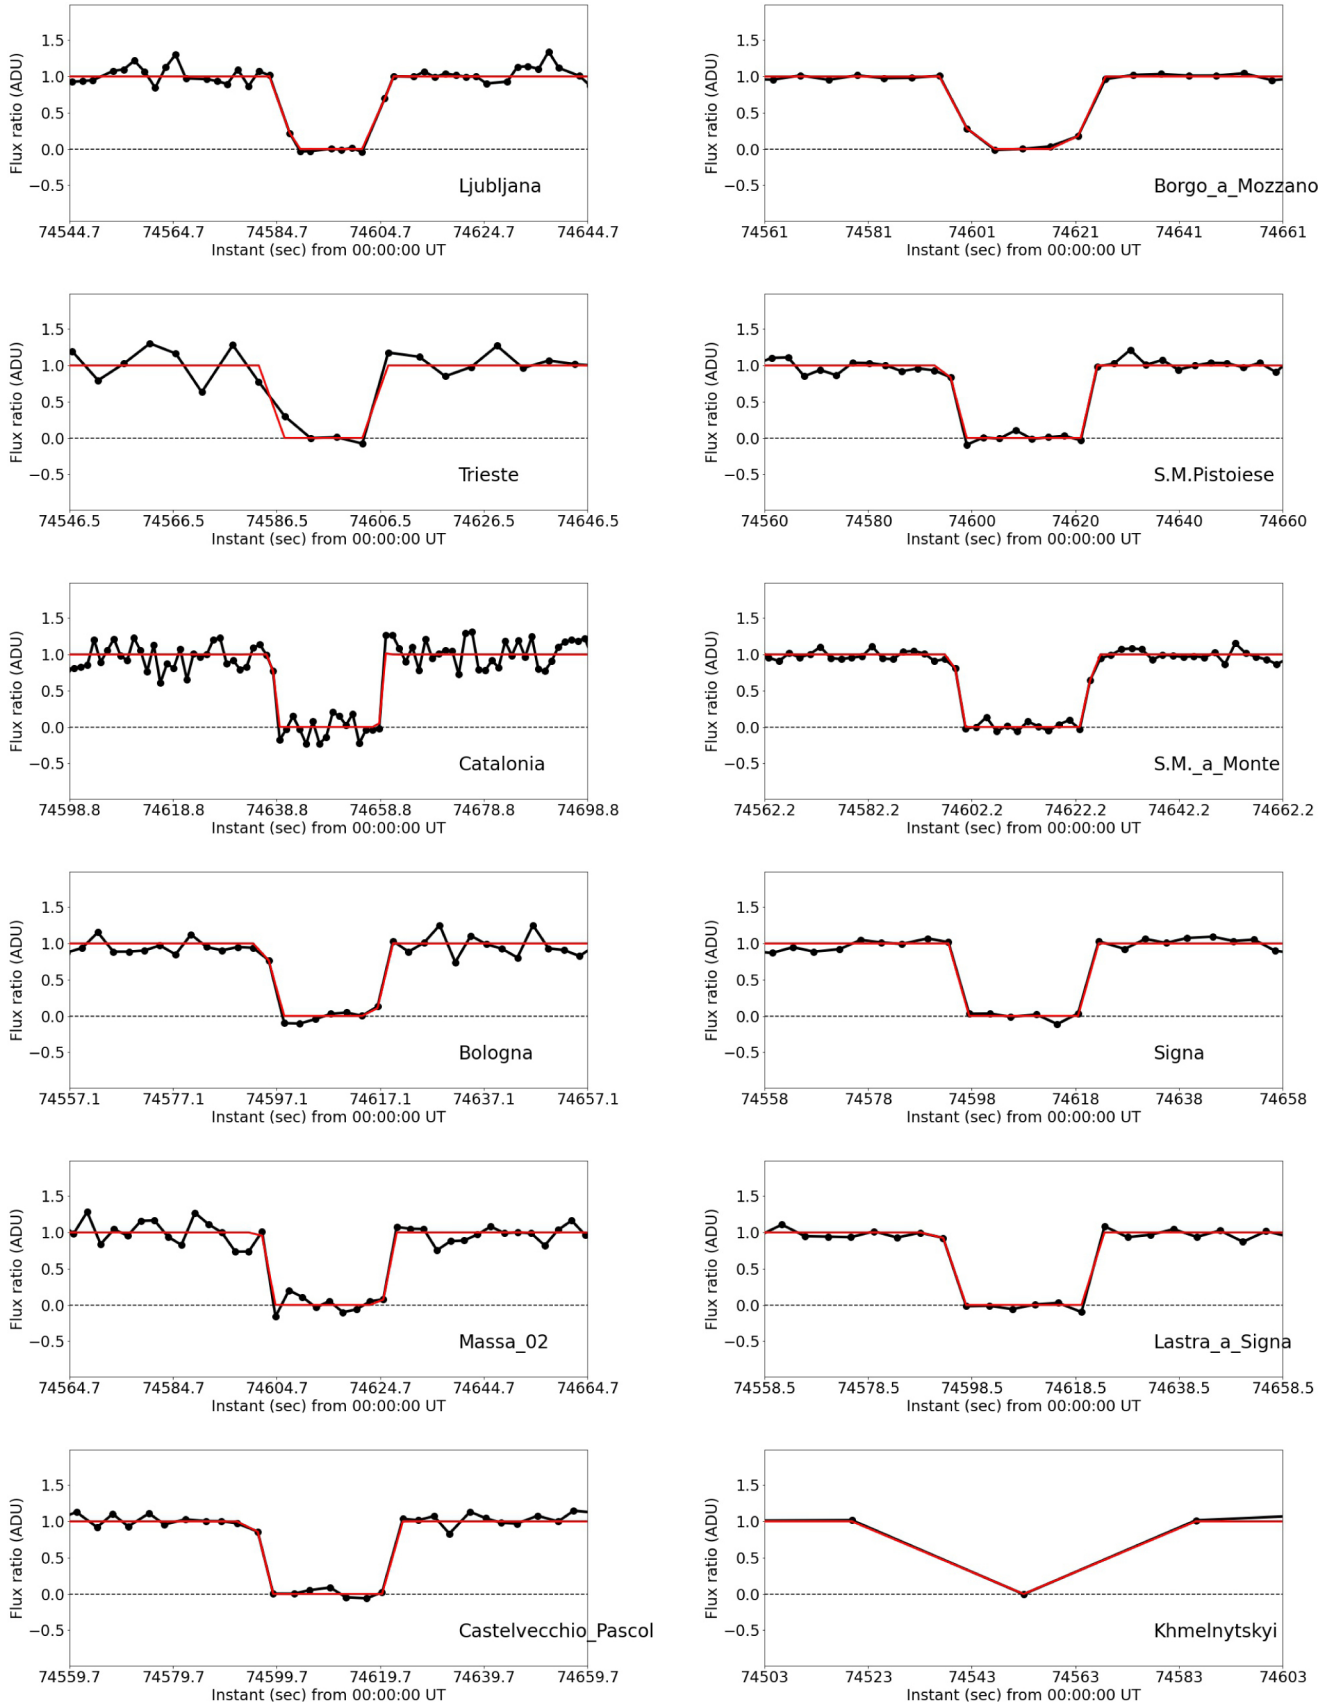 Flux ratio (ADU)
1.5
1.0
0.5
0.0
−0.5
Ljubljana
74544.7 74564.7 74584.7 74604.7 74624.7 74644.7
Instant (sec) from 00:00:00 UT
Flux ratio (ADU)
1.5
1.0
0.5
0.0
−0.5
Borgo_a_Mozzano
74561 74581 74601 74621 74641 74661
Instant (sec) from 00:00:00 UT
Flux ratio (ADU)
1.5
1.0
0.5
0.0
−0.5
Trieste
74546.5 74566.5 74586.5 74606.5 74626.5 74646.5
Instant (sec) from 00:00:00 UT
Flux ratio (ADU)
1.5
1.0
0.5
0.0
−0.5
S.M.Pistoiese
74560 74580 74600 74620 74640 74660
Instant (sec) from 00:00:00 UT
Flux ratio (ADU)
1.5
1.0
0.5
0.0
−0.5
Catalonia
74598.8 74618.8 74638.8 74658.8 74678.8 74698.8
Instant (sec) from 00:00:00 UT
Flux ratio (ADU)
1.5
1.0
0.5
0.0
−0.5
S.M._a_Monte
74562.2 74582.2 74602.2 74622.2 74642.2 74662.2
Instant (sec) from 00:00:00 UT
Flux ratio (ADU)
1.5
1.0
0.5
0.0
−0.5
Bologna
74557.1 74577.1 74597.1 74617.1 74637.1 74657.1
Instant (sec) from 00:00:00 UT
Flux ratio (ADU)
1.5
1.0
0.5
0.0
−0.5
Signa
74558 74578 74598 74618 74638 74658
Instant (sec) from 00:00:00 UT
Flux ratio (ADU)
1.5
1.0
0.5
0.0
−0.5
Massa_02
74564.7 74584.7 74604.7 74624.7 74644.7 74664.7
Instant (sec) from 00:00:00 UT
Flux ratio (ADU)
1.5
1.0
0.5
0.0
−0.5
Lastra_a_Signa
74558.5 74578.5 74598.5 74618.5 74638.5 74658.5
Instant (sec) from 00:00:00 UT
Flux ratio (ADU)
1.5
1.0
0.5
0.0
−0.5
Castelvecchio_Pascol
74559.7 74579.7 74599.7 74619.7 74639.7 74659.7
Instant (sec) from 00:00:00 UT
Flux ratio (ADU)
1.5
1.0
0.5
0.0
−0.5
Khmelnytskyi
74503 74523 74543 74563 74583 74603
Instant (sec) from 00:00:00 UT